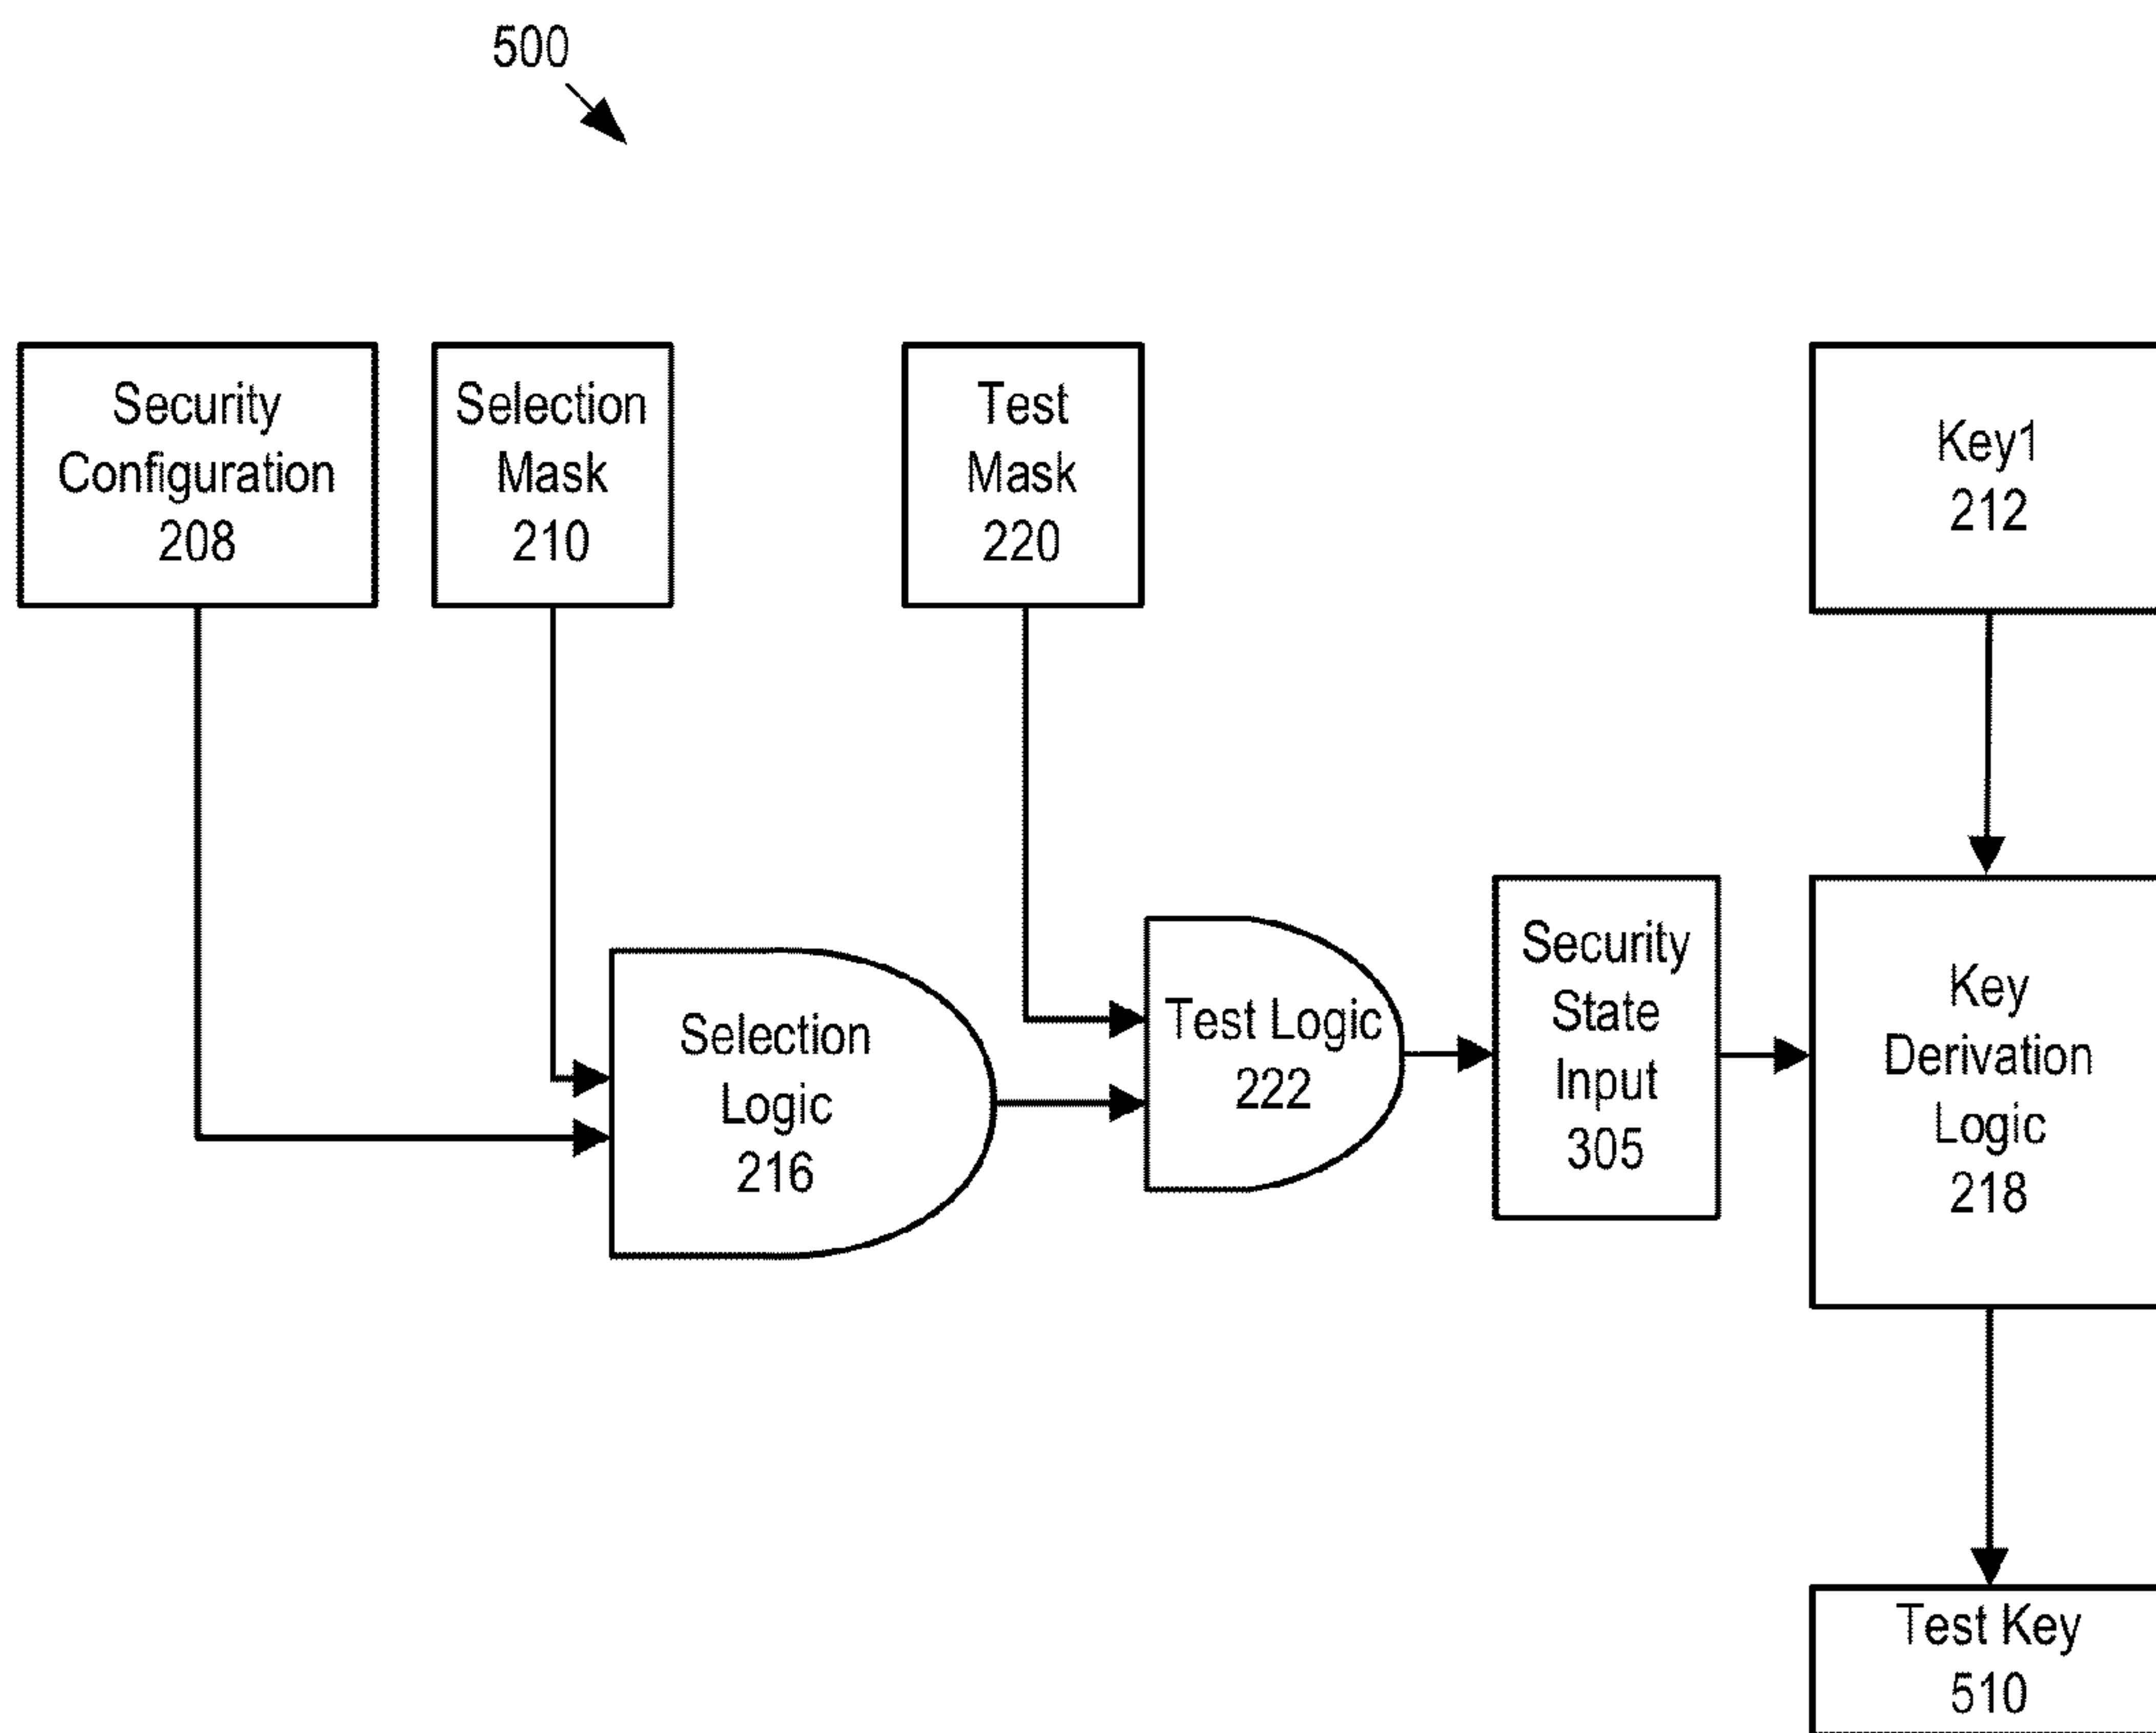 500
Security
Configuration
208
Selection
Mask
210
Test
Mask
220
Key1
212
Selection
Logic
216
Test Logic
222
Security
State
Input
305
Key
Derivation
Logic
218
Test Key
510